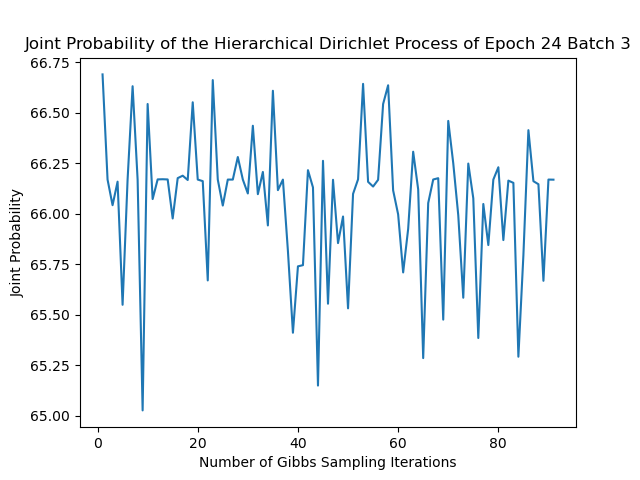 Joint Probability of the Hierarchical Dirichlet Process of Epoch 24 Batch 3
66.75
66.50
66.25
66.00
65.75
65.50
65.25
65.00
Joint Probability
0 20 40 60 80
Number of Gibbs Sampling Iterations